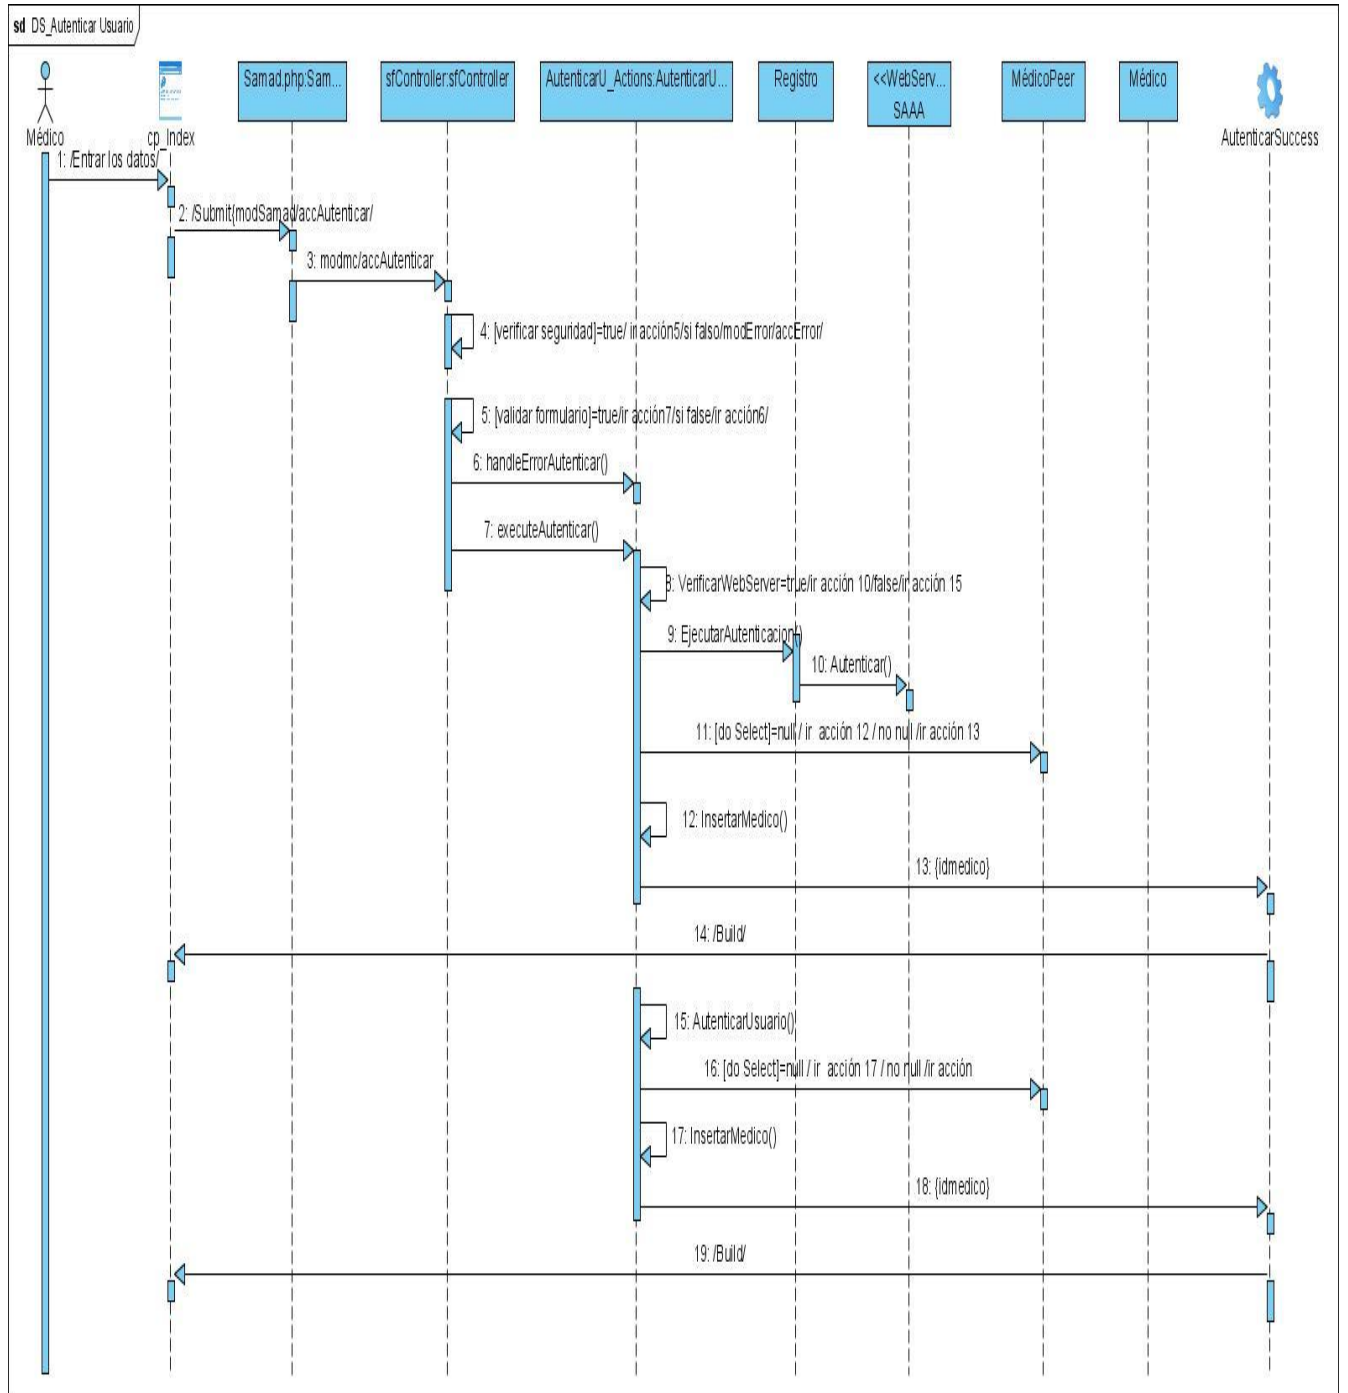 sd DS_Autenticar Usuario
Médico
cp_Index
Samad.php:Sam...
sfController:sfController
AutenticarU_Actions:AutenticarU...
Registro
<<WebServ...
SAAA
MédicoPeer
Médico
AutenticarSuccess
1: /Entrar los datos/
2: /Submit{modSamad/accAutenticar/
3: modmc/accAutenticar
4: [verificar seguridad]=true/ ir acción5/si falso/modError/accError/
5: [validar formulario]=true/ir acción7/si false/ir acción6/
6: handleErrorAutenticar()
7: executeAutenticar()
8: VerificarWebServer=true/ir acción 10/false/ir acción 15
9: EjecutarAutenticacion()
10: Autenticar()
11: [do Select]=null / ir acción 12 / no null /ir acción 13
12: InsertarMedico()
13: {idmedico}
14: /Build/
15: AutenticarUsuario()
16: [do Select]=null / ir acción 17 / no null /ir acción
17: InsertarMedico()
18: {idmedico}
19: /Build/